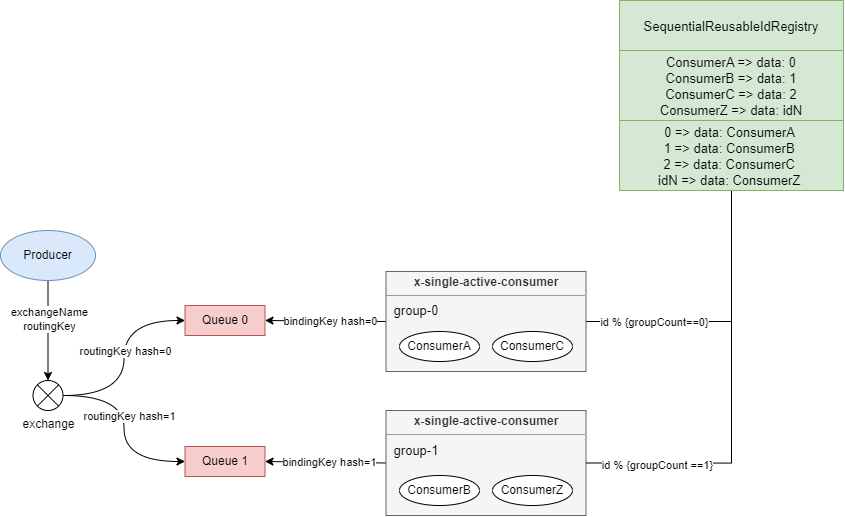 SequentialReusableIdRegistry
ConsumerA => data: 0
ConsumerB => data: 1
ConsumerC => data: 2
ConsumerZ => data: idN
0 => data: ConsumerA
1 => data: ConsumerB
2 => data: ConsumerC
idN => data: ConsumerZ
Producer
exchangeName
routingKey
exchange
routingKey hash=0
routingKey hash=1
Queue 0
bindingKey hash=0
x-single-active-consumer
group-0
ConsumerA
ConsumerC
id % {groupCount==0}
Queue 1
bindingKey hash=1
x-single-active-consumer
group-1
ConsumerB
ConsumerZ
id % {groupCount ==1}